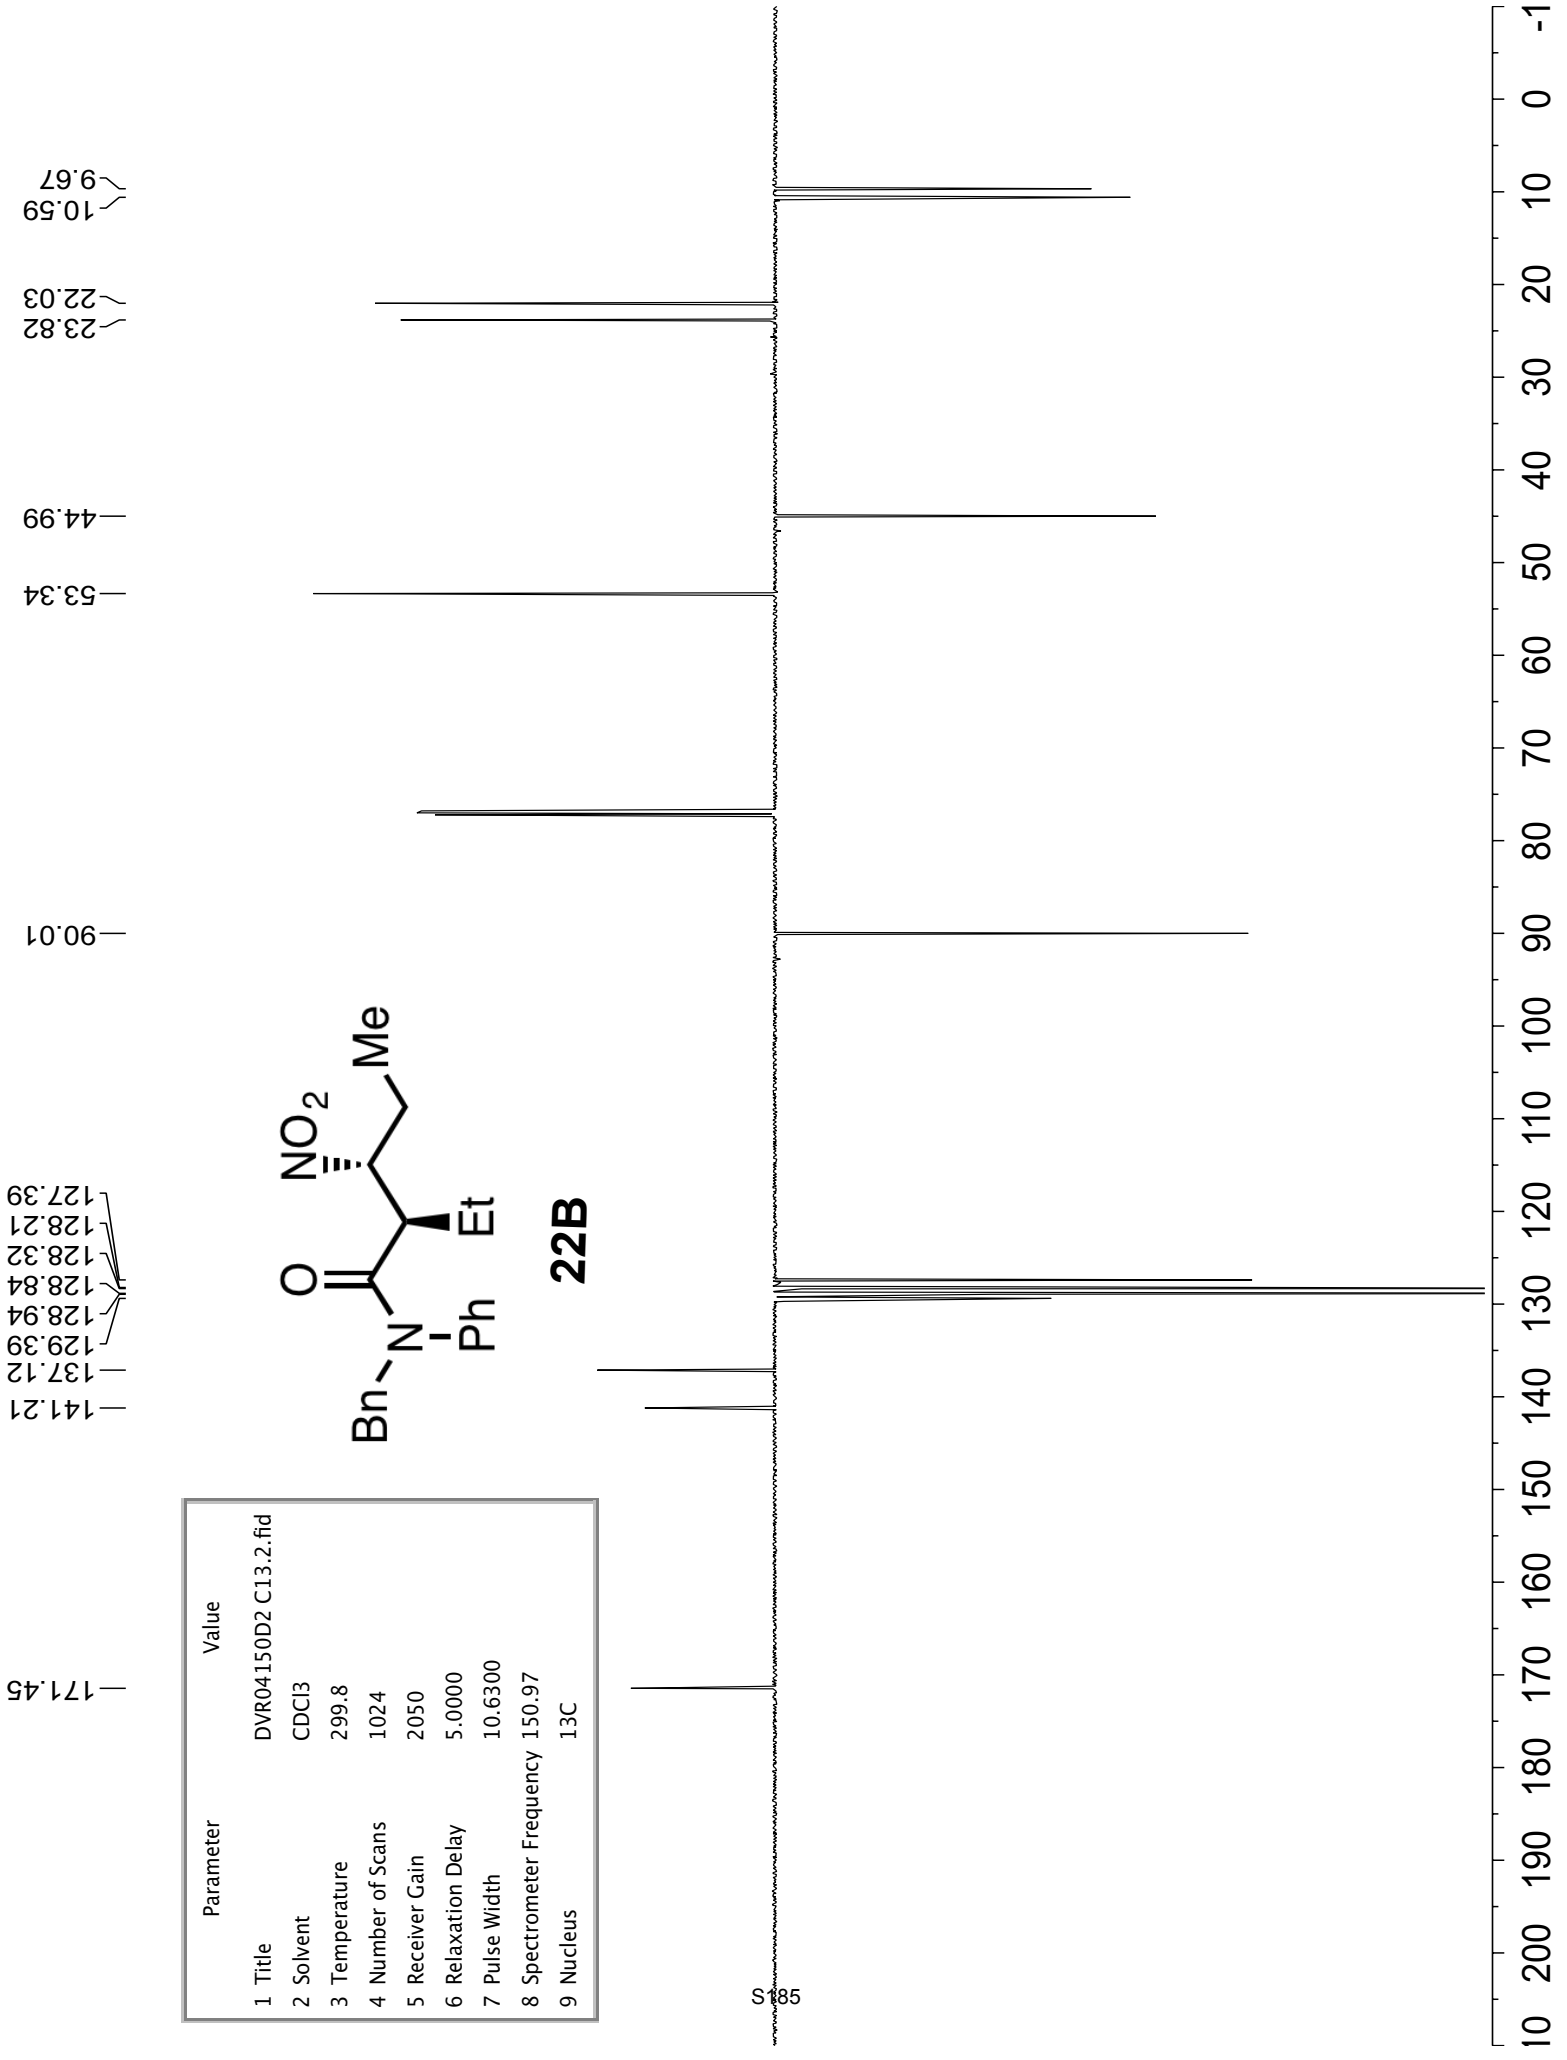 171.45
141.21
137.12
129.39
128.94
128.84
128.32
128.21
127.39
90.01
53.34
44.99
23.82
22.03
10.59
9.67
Parameter Value
1 Title DVR04150D2 C13.2.fid
2 Solvent CDCl3
3 Temperature 299.8
4 Number of Scans 1024
5 Receiver Gain 2050
6 Relaxation Delay 5.0000
7 Pulse Width 10.6300
8 Spectrometer Frequency 150.97
9 Nucleus 13C
O NO2
Bn N Me
Ph Et
22B
S185
10 200 190 180 170 160 150 140 130 120 110 100 90 80 70 60 50 40 30 20 10 0 -1